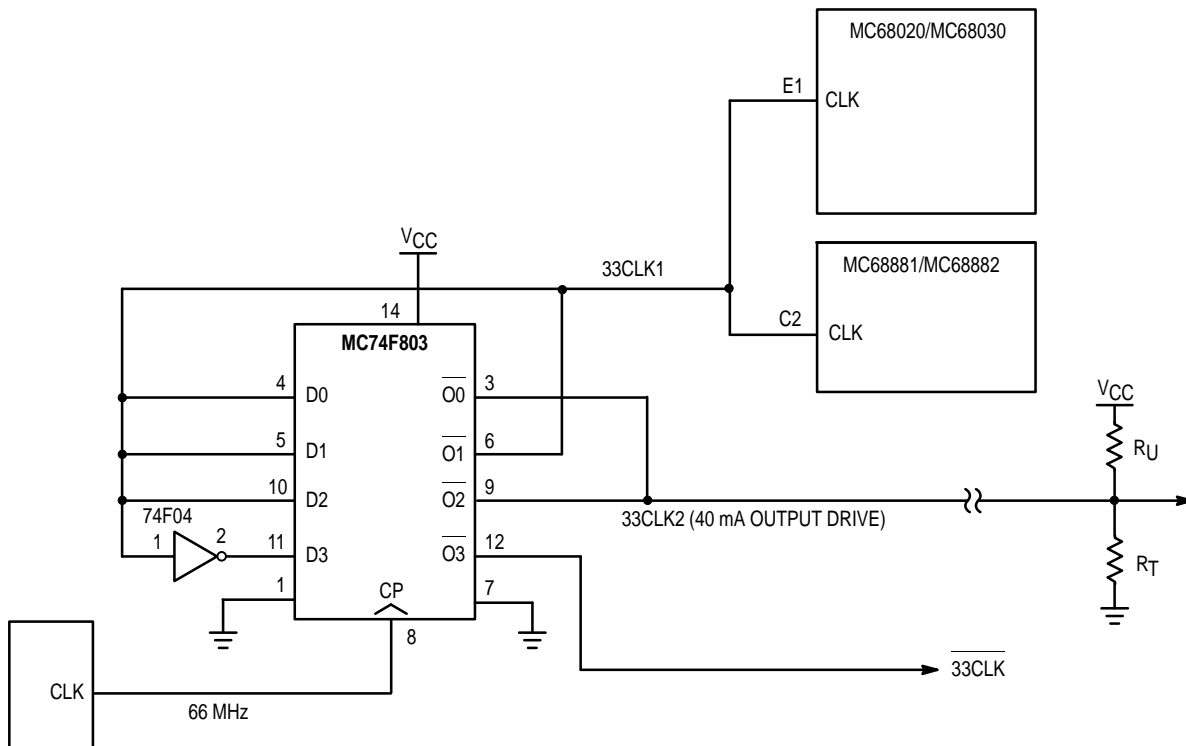 MC68020/MC68030
E1
CLK
VCC
33CLK1
MC68881/MC68882
C2
CLK
14
MC74F803
4 D0 O0 3
5 D1 O1 6
10 D2 O2 9
VCC
RU
33CLK2 (40 mA OUTPUT DRIVE)
74F04
1 2 11 D3 O3 12
RT
1 CP 7
8
33CLK
CLK
66 MHz